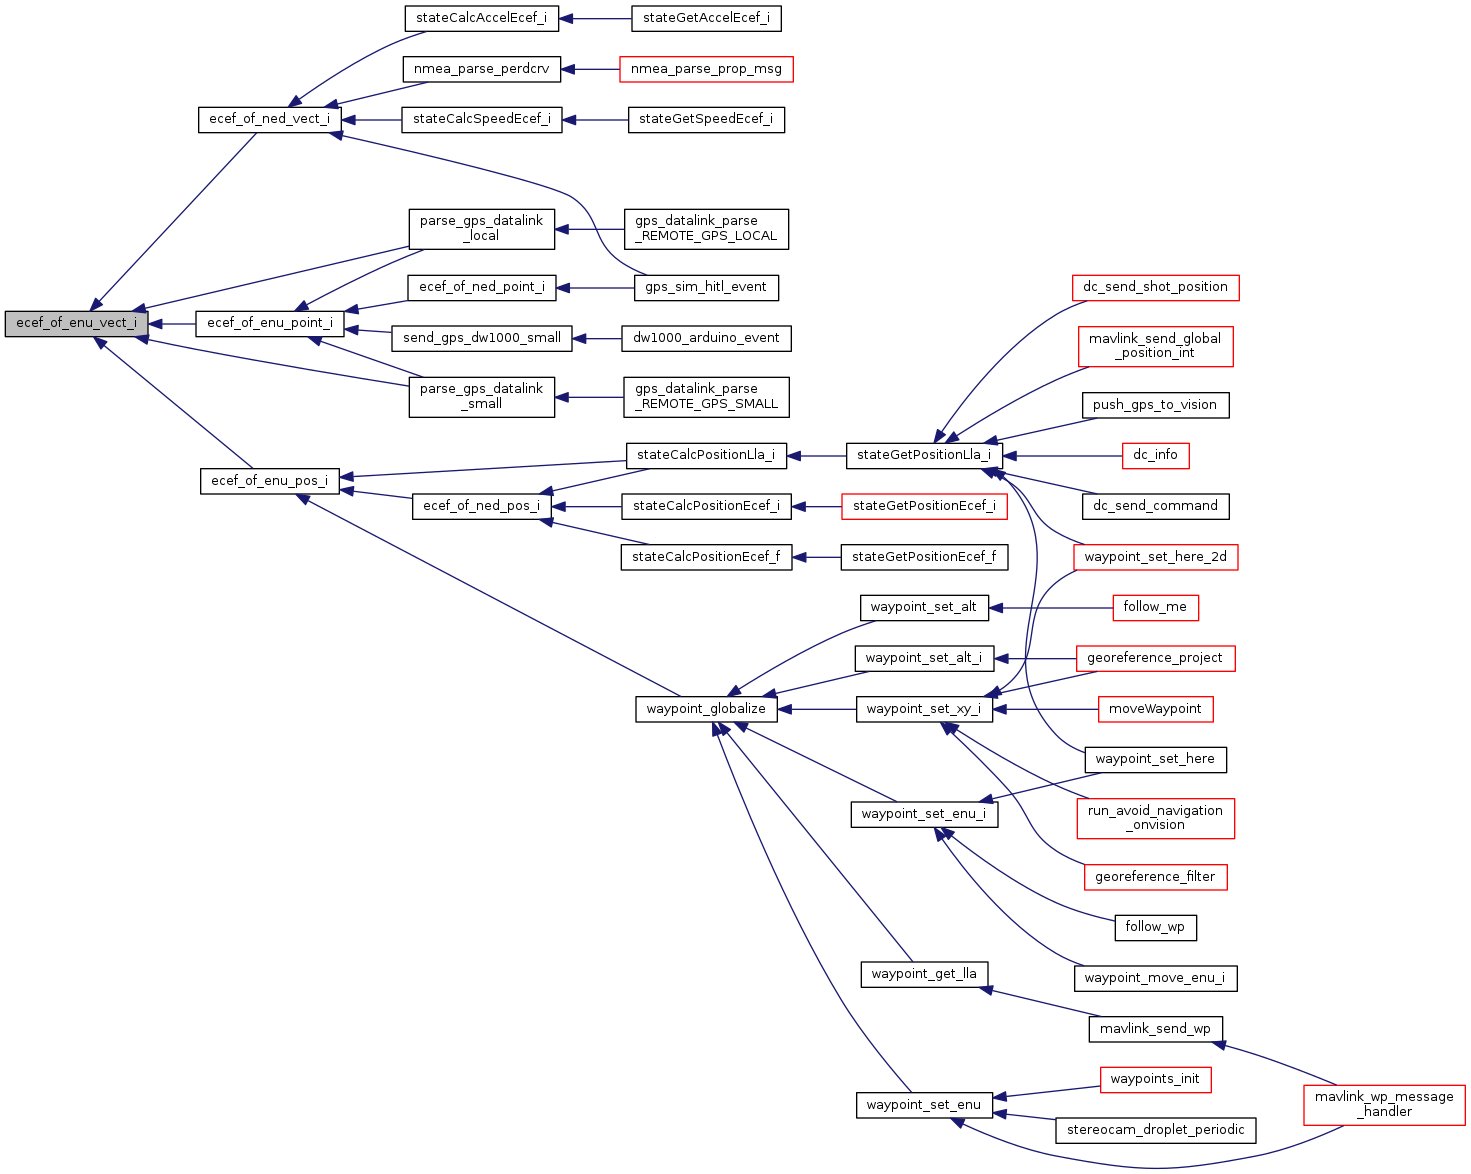 stateCalcAccelEcef_i
stateGetAccelEcef_i
nmea_parse_perdcrv
nmea_parse_prop_msg
ecef_of_ned_vect_i
stateCalcSpeedEcef_i
stateGetSpeedEcef_i
parse_gps_datalink
_local
gps_datalink_parse
_REMOTE_GPS_LOCAL
ecef_of_ned_point_i
gps_sim_hitl_event
dc_send_shot_position
ecef_of_enu_vect_i
ecef_of_enu_point_i
send_gps_dw1000_small
dw1000_arduino_event
mavlink_send_global
_position_int
parse_gps_datalink
_small
gps_datalink_parse
_REMOTE_GPS_SMALL
push_gps_to_vision
stateCalcPositionLla_i
stateGetPositionLla_i
dc_info
ecef_of_enu_pos_i
ecef_of_ned_pos_i
stateCalcPositionEcef_i
stateGetPositionEcef_i
dc_send_command
stateCalcPositionEcef_f
stateGetPositionEcef_f
waypoint_set_here_2d
waypoint_set_alt
follow_me
waypoint_set_alt_i
georeference_project
waypoint_globalize
waypoint_set_xy_i
moveWaypoint
waypoint_set_here
waypoint_set_enu_i
run_avoid_navigation
_onvision
georeference_filter
follow_wp
waypoint_get_lla
waypoint_move_enu_i
mavlink_send_wp
waypoints_init
waypoint_set_enu
mavlink_wp_message
_handler
stereocam_droplet_periodic